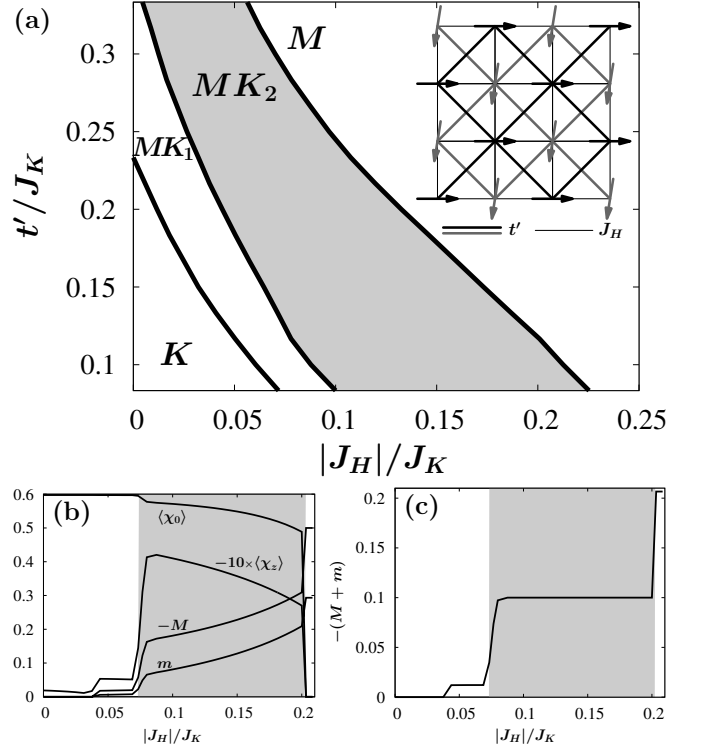 (a)
M
MK₂
MK₁
K
t′/J_K
0.3
0.25
0.2
0.15
0.1
0 0.05 0.1 0.15 0.2 0.25
|J_H|/J_K
t′ J_H
(b)
0.6
0.5
0.4
0.3
0.2
0.1
0
⟨χ₀⟩
−10×⟨χ_z⟩
−M
m
0 0.05 0.1 0.15 0.2
|J_H|/J_K
(c)
−(M + m)
0.2
0.15
0.1
0.05
0
0 0.05 0.1 0.15 0.2
|J_H|/J_K